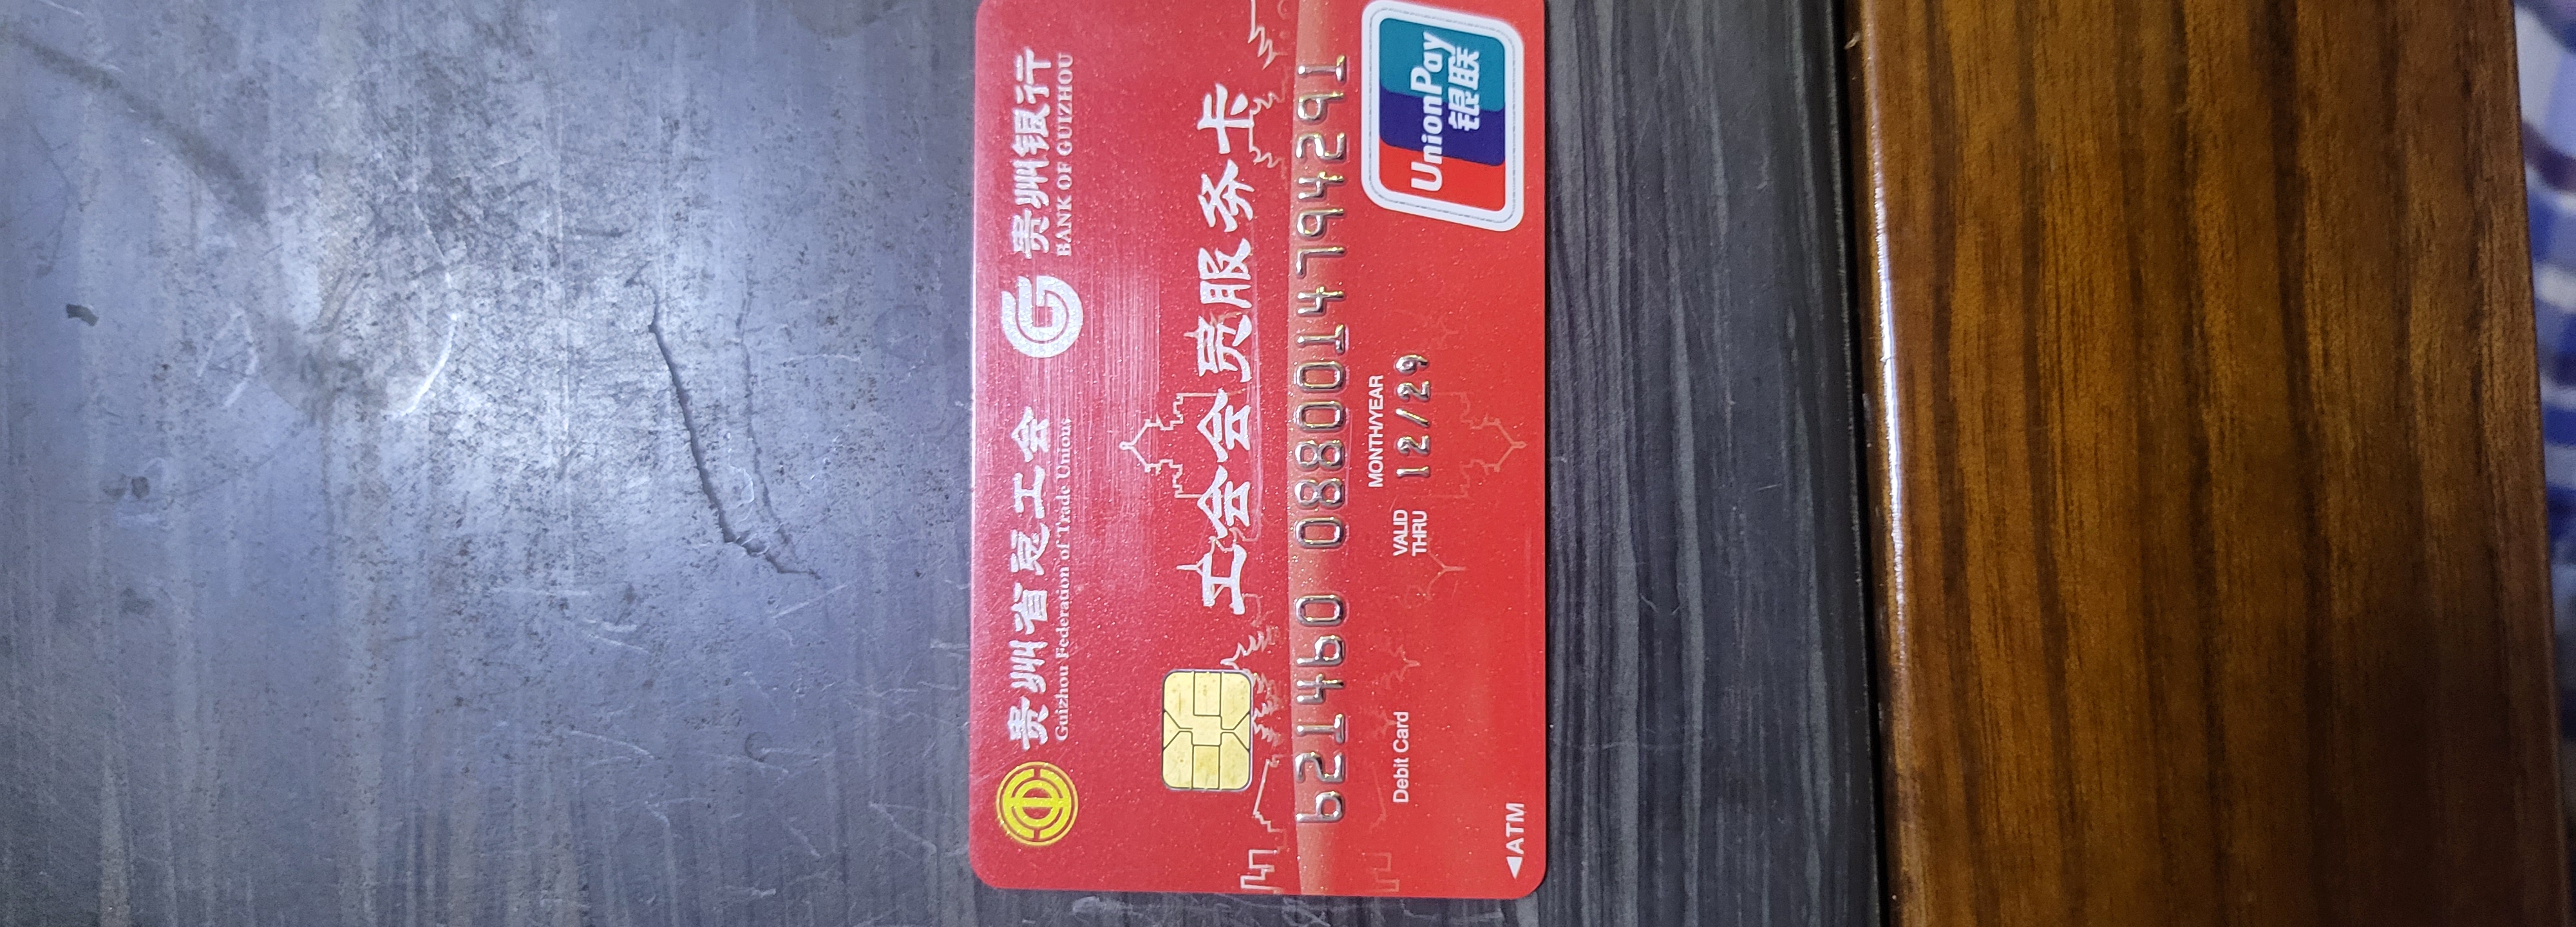 贵州省总工会
Guizhou Federation of Trade Unions
贵州银行
BANK OF GUIZHOU
工会会员服务卡
621460 0880014794291
Debit Card
VALID THRU
MONTH/YEAR
12/29
◀ATM
UnionPay
银联